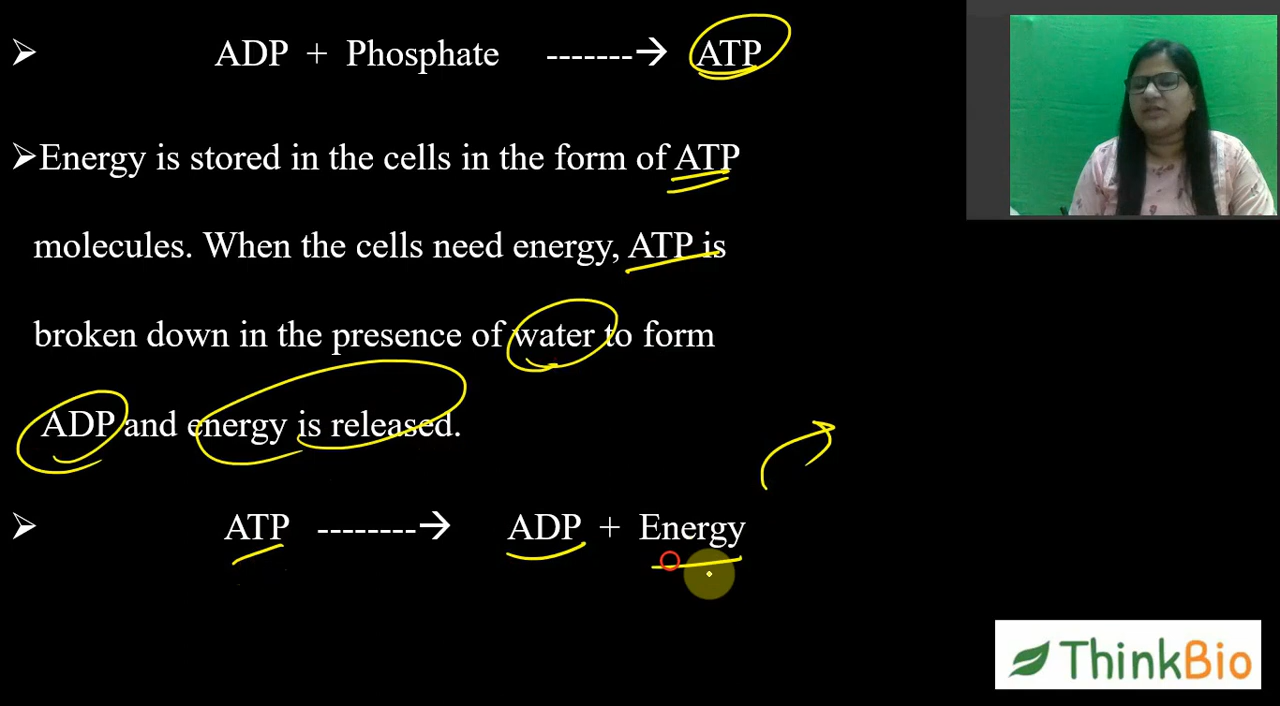 ➢ ADP + Phosphate -------→ ATP
➢Energy is stored in the cells in the form of ATP
molecules. When the cells need energy, ATP is
broken down in the presence of water to form
ADP and energy is released.
➢ ATP --------→ ADP + Energy
ThinkBio